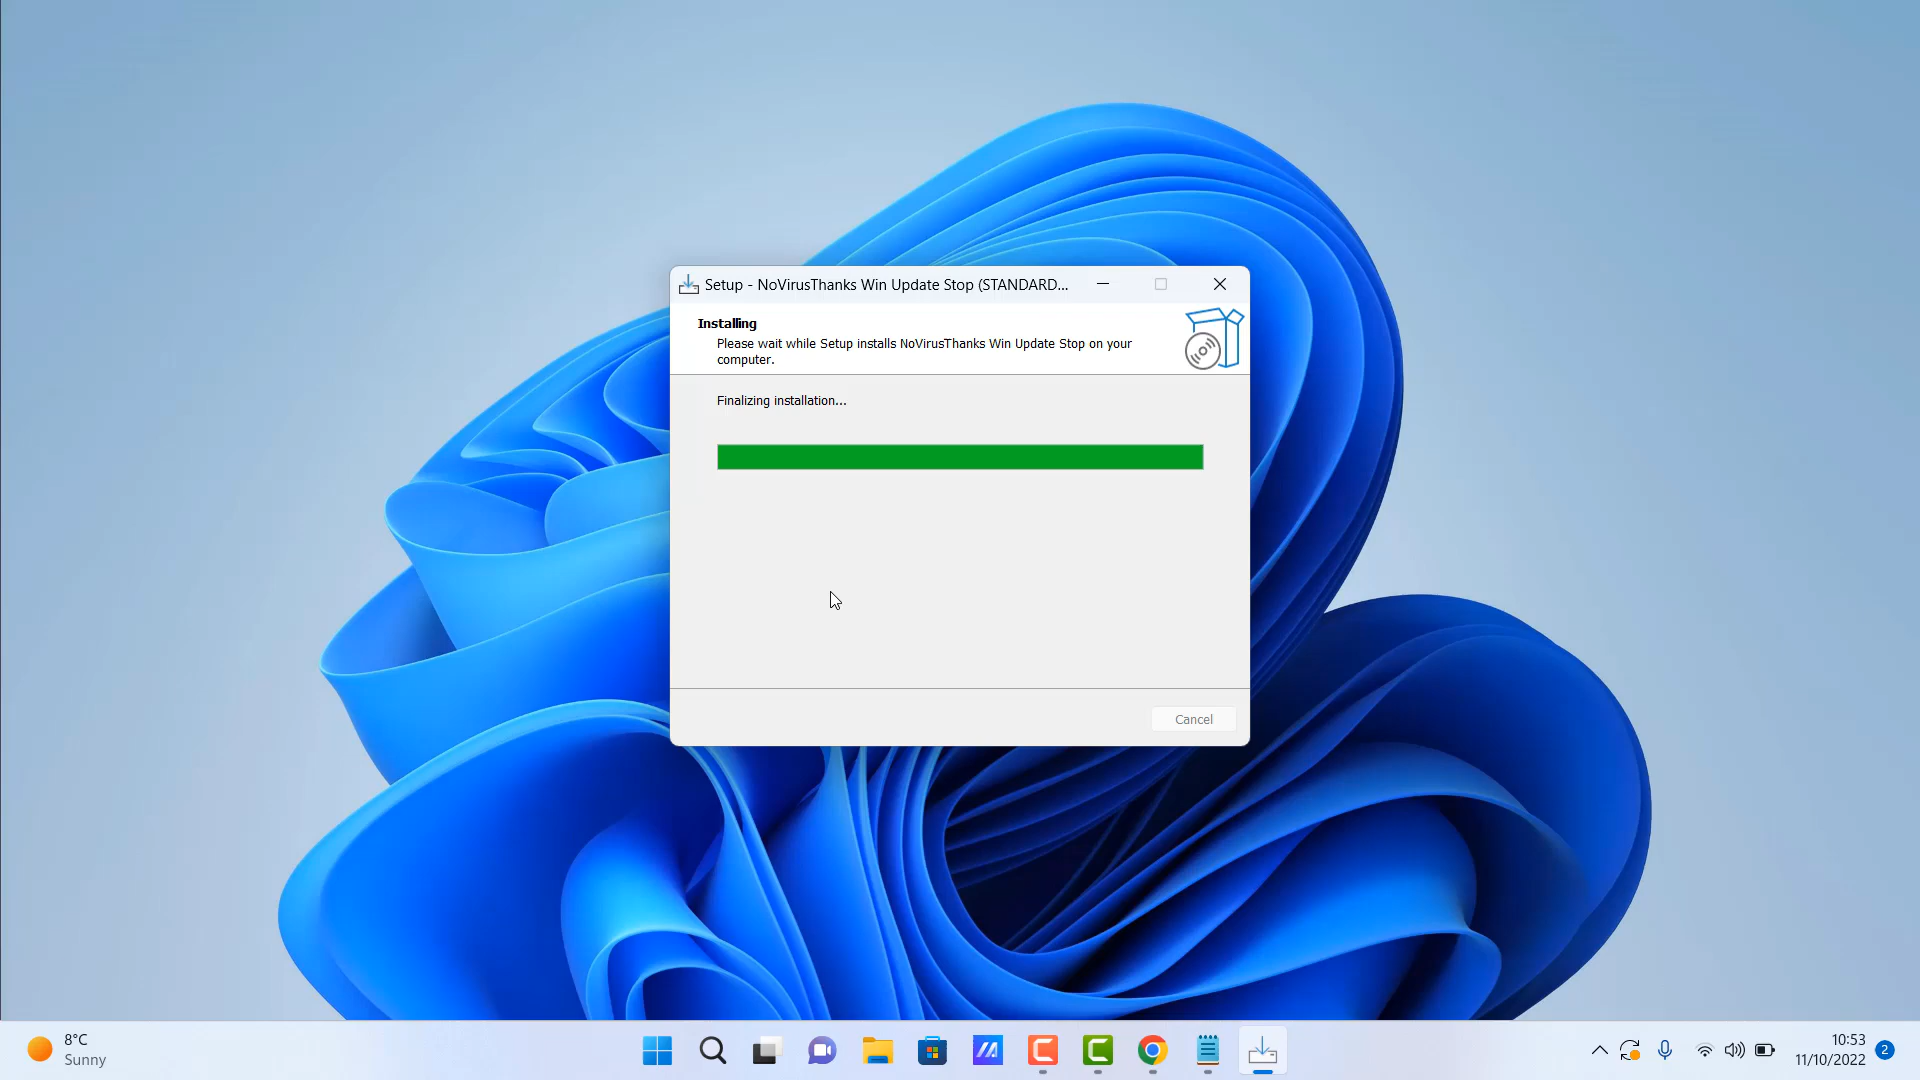 Setup - NoVirusThanks Win Update Stop (STANDARD...
Installing
Please wait while Setup installs NoVirusThanks Win Update Stop on your
computer.
Finalizing installation...
Cancel
8°C
Sunny
10:53
11/10/2022
2